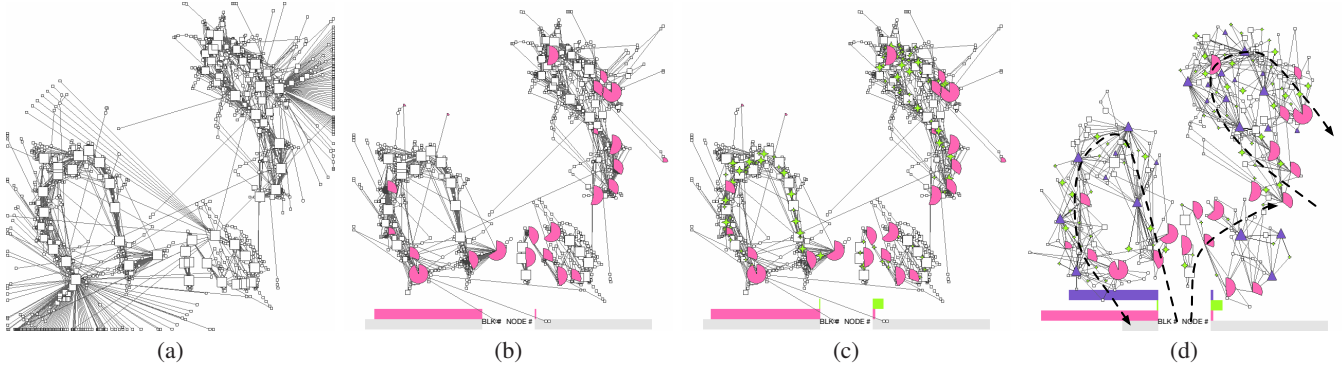 BLK # NODE #
BLK # NODE #
BLK # NODE #
(a)
(b)
(c)
(d)